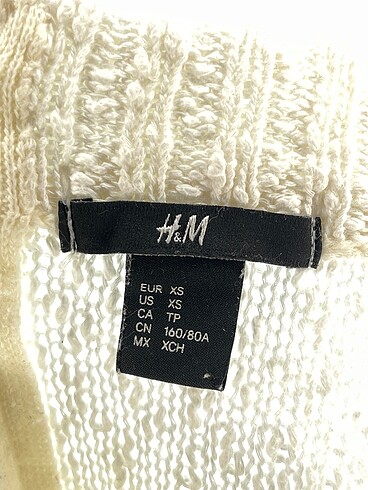 H&M
EUR XS
US XS
CA TP
CN 160/80A
MX XCH